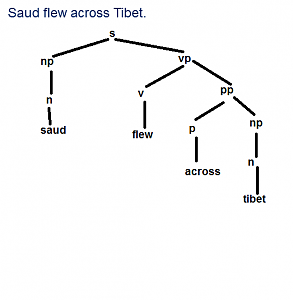 Saud flew across Tibet.
s
np vp
n v pp
saud flew p np
across n
tibet